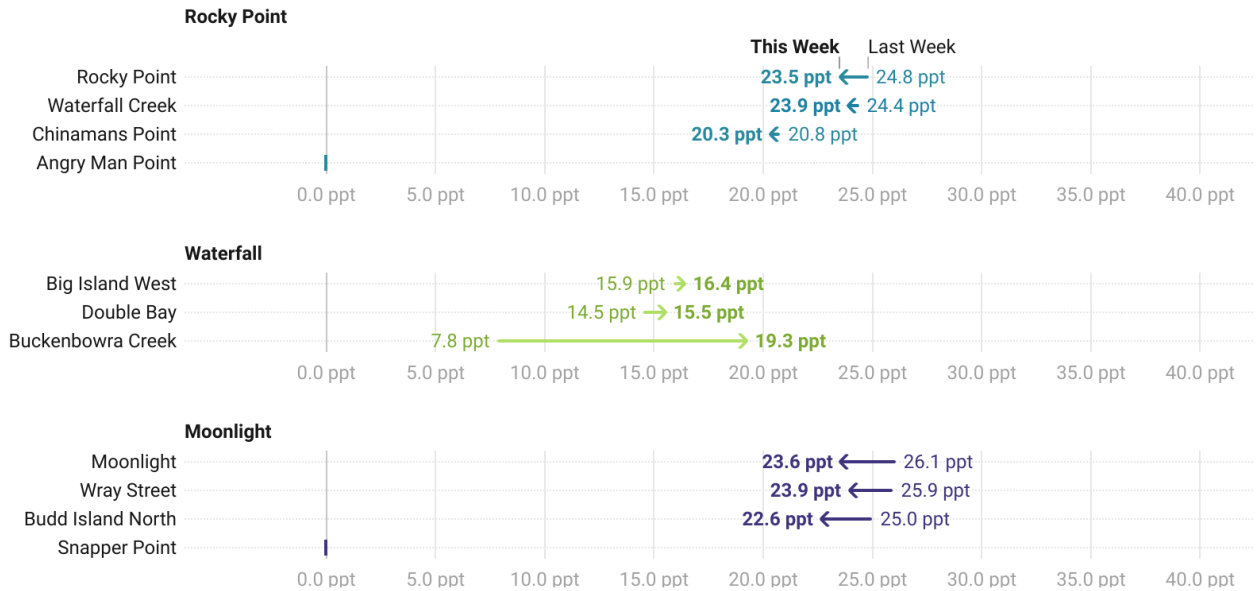 Rocky Point
This Week Last Week
Rocky Point 23.5 ppt 24.8 ppt
Waterfall Creek 23.9 ppt 24.4 ppt
Chinamans Point 20.3 ppt 20.8 ppt
Angry Man Point
0.0 ppt 5.0 ppt 10.0 ppt 15.0 ppt 20.0 ppt 25.0 ppt 30.0 ppt 35.0 ppt 40.0 ppt
Waterfall
Big Island West 15.9 ppt 16.4 ppt
Double Bay 14.5 ppt 15.5 ppt
Buckenbowra Creek 7.8 ppt 19.3 ppt
0.0 ppt 5.0 ppt 10.0 ppt 15.0 ppt 20.0 ppt 25.0 ppt 30.0 ppt 35.0 ppt 40.0 ppt
Moonlight
Moonlight 23.6 ppt 26.1 ppt
Wray Street 23.9 ppt 25.9 ppt
Budd Island North 22.6 ppt 25.0 ppt
Snapper Point
0.0 ppt 5.0 ppt 10.0 ppt 15.0 ppt 20.0 ppt 25.0 ppt 30.0 ppt 35.0 ppt 40.0 ppt